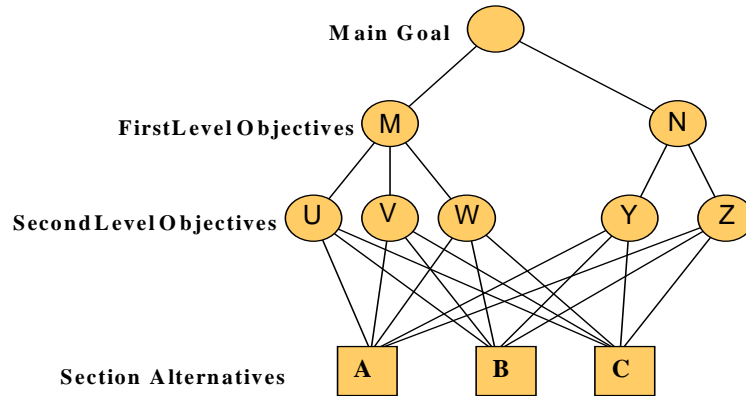 Main Goal
First Level Objectives M N
Second Level Objectives U V W Y Z
Section Alternatives A B C